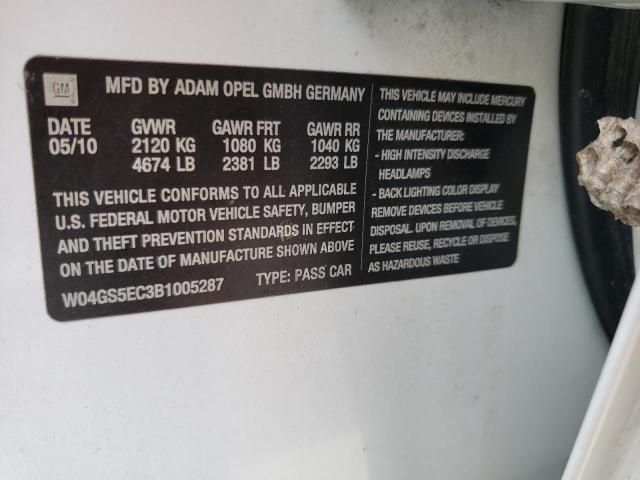 GM
MFD BY ADAM OPEL GMBH GERMANY
DATE GVWR GAWR FRT GAWR RR
05/10 2120 KG 1080 KG 1040 KG
4674 LB 2381 LB 2293 LB
THIS VEHICLE CONFORMS TO ALL APPLICABLE
U.S. FEDERAL MOTOR VEHICLE SAFETY, BUMPER
AND THEFT PREVENTION STANDARDS IN EFFECT
ON THE DATE OF MANUFACTURE SHOWN ABOVE
W04GS5EC3B1005287 TYPE: PASS CAR
THIS VEHICLE MAY INCLUDE MERCURY
CONTAINING DEVICES INSTALLED BY
THE MANUFACTURER:
- HIGH INTENSITY DISCHARGE
HEADLAMPS
- BACK LIGHTING COLOR DISPLAY
REMOVE DEVICES BEFORE VEHICLE
DISPOSAL. UPON REMOVAL OF DEVICES,
PLEASE REUSE, RECYCLE OR DISPOSE
AS HAZARDOUS WASTE